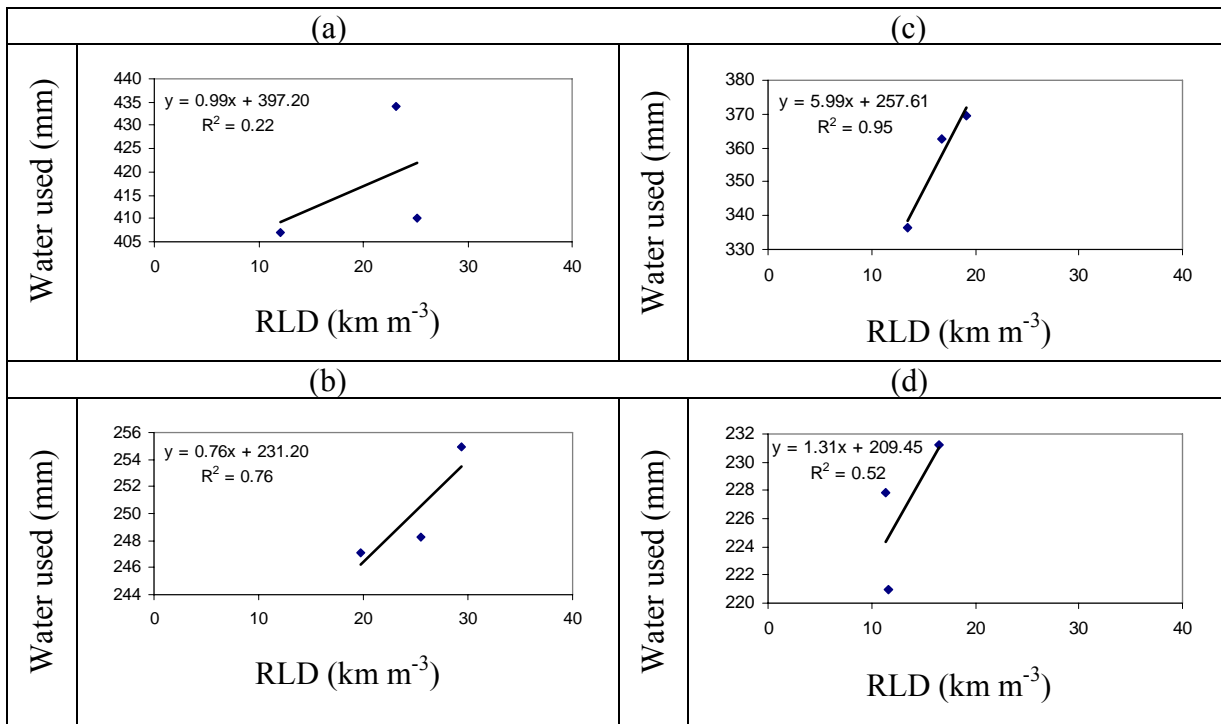 (a)
Water used (mm)
440
435
430
425
420
415
410
405
y = 0.99x + 397.20
R² = 0.22
0 10 20 30 40
RLD (km m⁻³)
(c)
Water used (mm)
380
370
360
350
340
330
y = 5.99x + 257.61
R² = 0.95
0 10 20 30 40
RLD (km m⁻³)
(b)
Water used (mm)
256
254
252
250
248
246
244
y = 0.76x + 231.20
R² = 0.76
0 10 20 30 40
RLD (km m⁻³)
(d)
Water used (mm)
232
230
228
226
224
222
220
y = 1.31x + 209.45
R² = 0.52
0 10 20 30 40
RLD (km m⁻³)